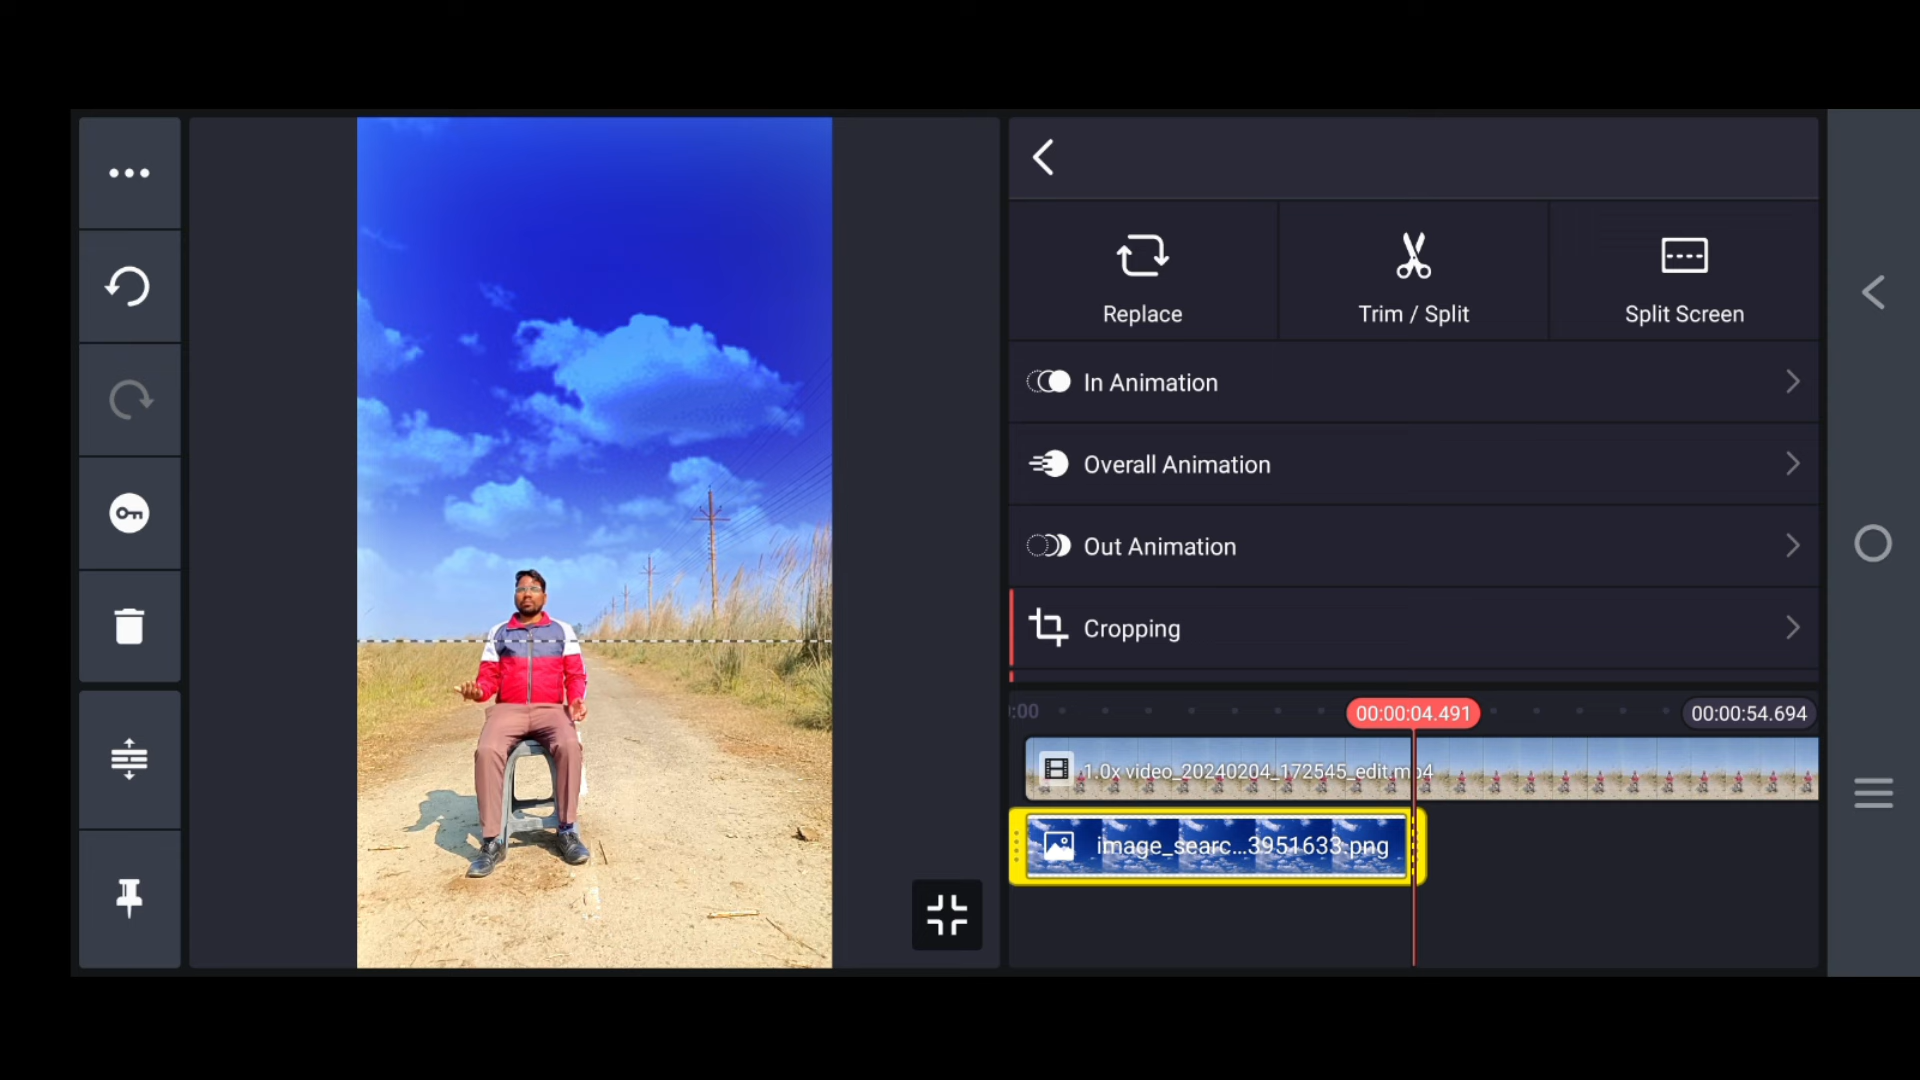 Replace
Trim / Split
Split Screen
In Animation
Overall Animation
Out Animation
Cropping
:00
00:00:04.491
00:00:54.694
1.0x video_20240204_172545_edit.mp4
image_searc...3951633.png